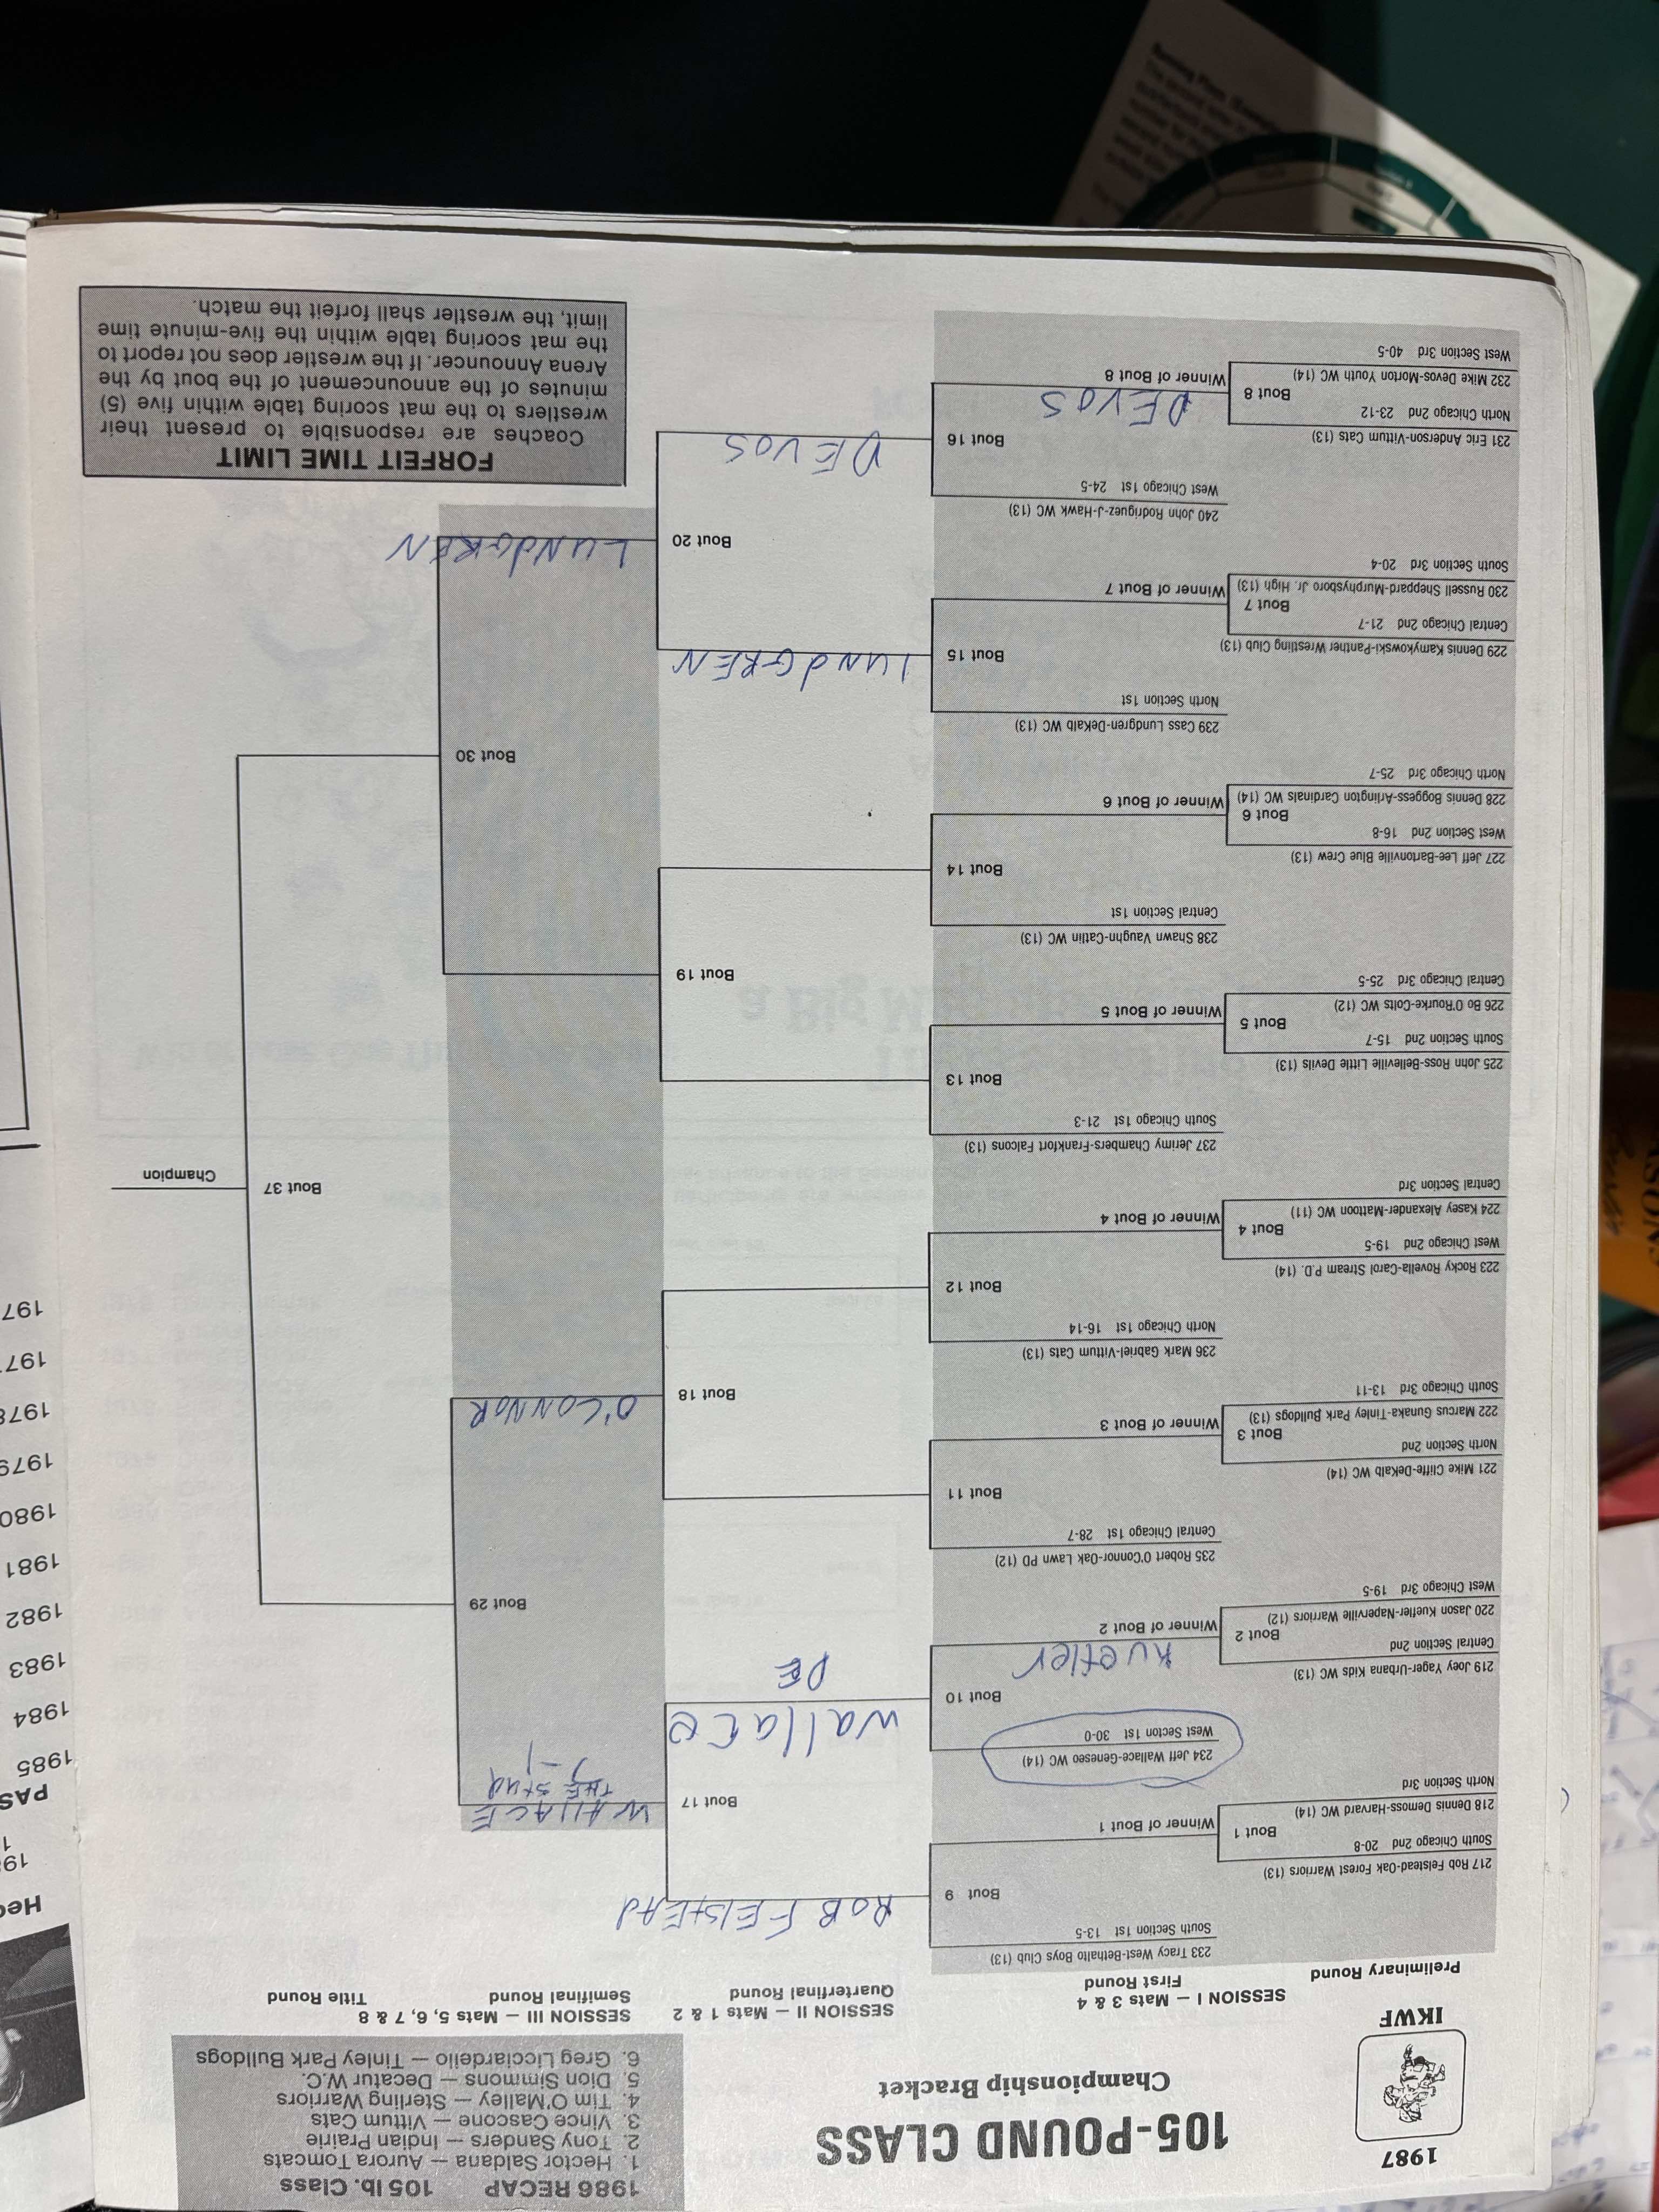 1987
IKWF
105-POUND CLASS
Championship Bracket
1986 RECAP 105 lb. Class
1. Hector Saldana — Aurora Tomcats
2. Tony Sanders — Indian Prairie
3. Vince Cascone — Vittum Cats
4. Tim O'Malley — Sterling Warriors
5. Dion Simmons — Decatur W.C.
6. Greg Licciardello — Tinley Park Bulldogs
Preliminary Round
SESSION I — Mats 3 & 4
First Round
SESSION II — Mats 1 & 2
Quarterfinal Round
SESSION III — Mats 5, 6, 7 & 8
Semifinal Round
Title Round
233 Tracy West-Bethalto Boys Club (13)
South Section 1st 13-5
Bout 9
ROB FELSTEAD
217 Rob Felstead-Oak Forest Warriors (13)
South Chicago 2nd 20-8
Bout 1
Winner of Bout 1
218 Dennis Demoss-Harvard WC (14)
North Section 3rd
Bout 17
WALLACE
THE Stud
234 Jeff Wallace-Geneseo WC (14)
West Secton 1st 30-0
Bout 10
Wallace
DE
219 Joey Yager-Urbana Kids WC (13)
Central Section 2nd
Kuefler
Bout 2
Winner of Bout 2
220 Jason Kuefler-Naperville Warriors (12)
West Chicago 3rd 19-5
Bout 29
235 Robert O'Connor-Oak Lawn PD (12)
Central Chicago 1st 28-7
Bout 11
221 Mike Cliffe-DeKalb WC (14)
North Section 2nd
Bout 3
Winner of Bout 3
222 Marcus Gunaka-Tinley Park Bulldogs (13)
South Chicago 3rd 13-11
Bout 18
O'CONNOR
236 Mark Gabriel-Vittum Cats (13)
North Chicago 1st 16-14
Bout 12
223 Rocky Rovella-Carol Stream P.D. (14)
West Chicago 2nd 19-5
Bout 4
Winner of Bout 4
224 Kasey Alexander-Mattoon WC (11)
Central Section 3rd
Bout 37
Champion
237 Jerimy Chambers-Frankfort Falcons (13)
South Chicago 1st 21-3
Bout 13
225 John Ross-Belleville Little Devils (13)
South Section 2nd 15-7
Bout 5
Winner of Bout 5
226 Bo O'Rourke-Colts WC (12)
Central Chicago 3rd 25-5
Bout 19
238 Shawn Vaughn-Catlin WC (13)
Central Section 1st
Bout 14
227 Jeff Lee-Bartonville Blue Crew (13)
West Section 2nd 16-8
Bout 6
Winner of Bout 6
228 Dennis Boggess-Arlington Cardinals WC (14)
North Chicago 3rd 25-7
Bout 30
239 Cass Lundgren-DeKalb WC (13)
North Section 1st
Bout 15
LUNDGREN
229 Dennis Kamykowski-Panther Wrestling Club (13)
Central Chicago 2nd 21-7
Bout 7
Winner of Bout 7
230 Russell Sheppard-Murphysboro Jr. High (13)
South Section 3rd 20-4
Bout 20
LUNDGREN
240 John Rodriguez-J-Hawk WC (13)
West Chicago 1st 24-5
Bout 16
DEVOS
231 Eric Anderson-Vittum Cats (13)
North Chicago 2nd 23-12
DEVOS
Bout 8
Winner of Bout 8
232 Mike Devos-Morton Youth WC (14)
West Section 3rd 40-5
FORFEIT TIME LIMIT
Coaches are responsible to present their
wrestlers to the mat scoring table within five (5)
minutes of the announcement of the bout by the
Arena Announcer. If the wrestler does not report to
the mat scoring table within the five-minute time
limit, the wrestler shall forfeit the match.
PAS
1985
1984
1983
1982
1981
1980
1979
1978